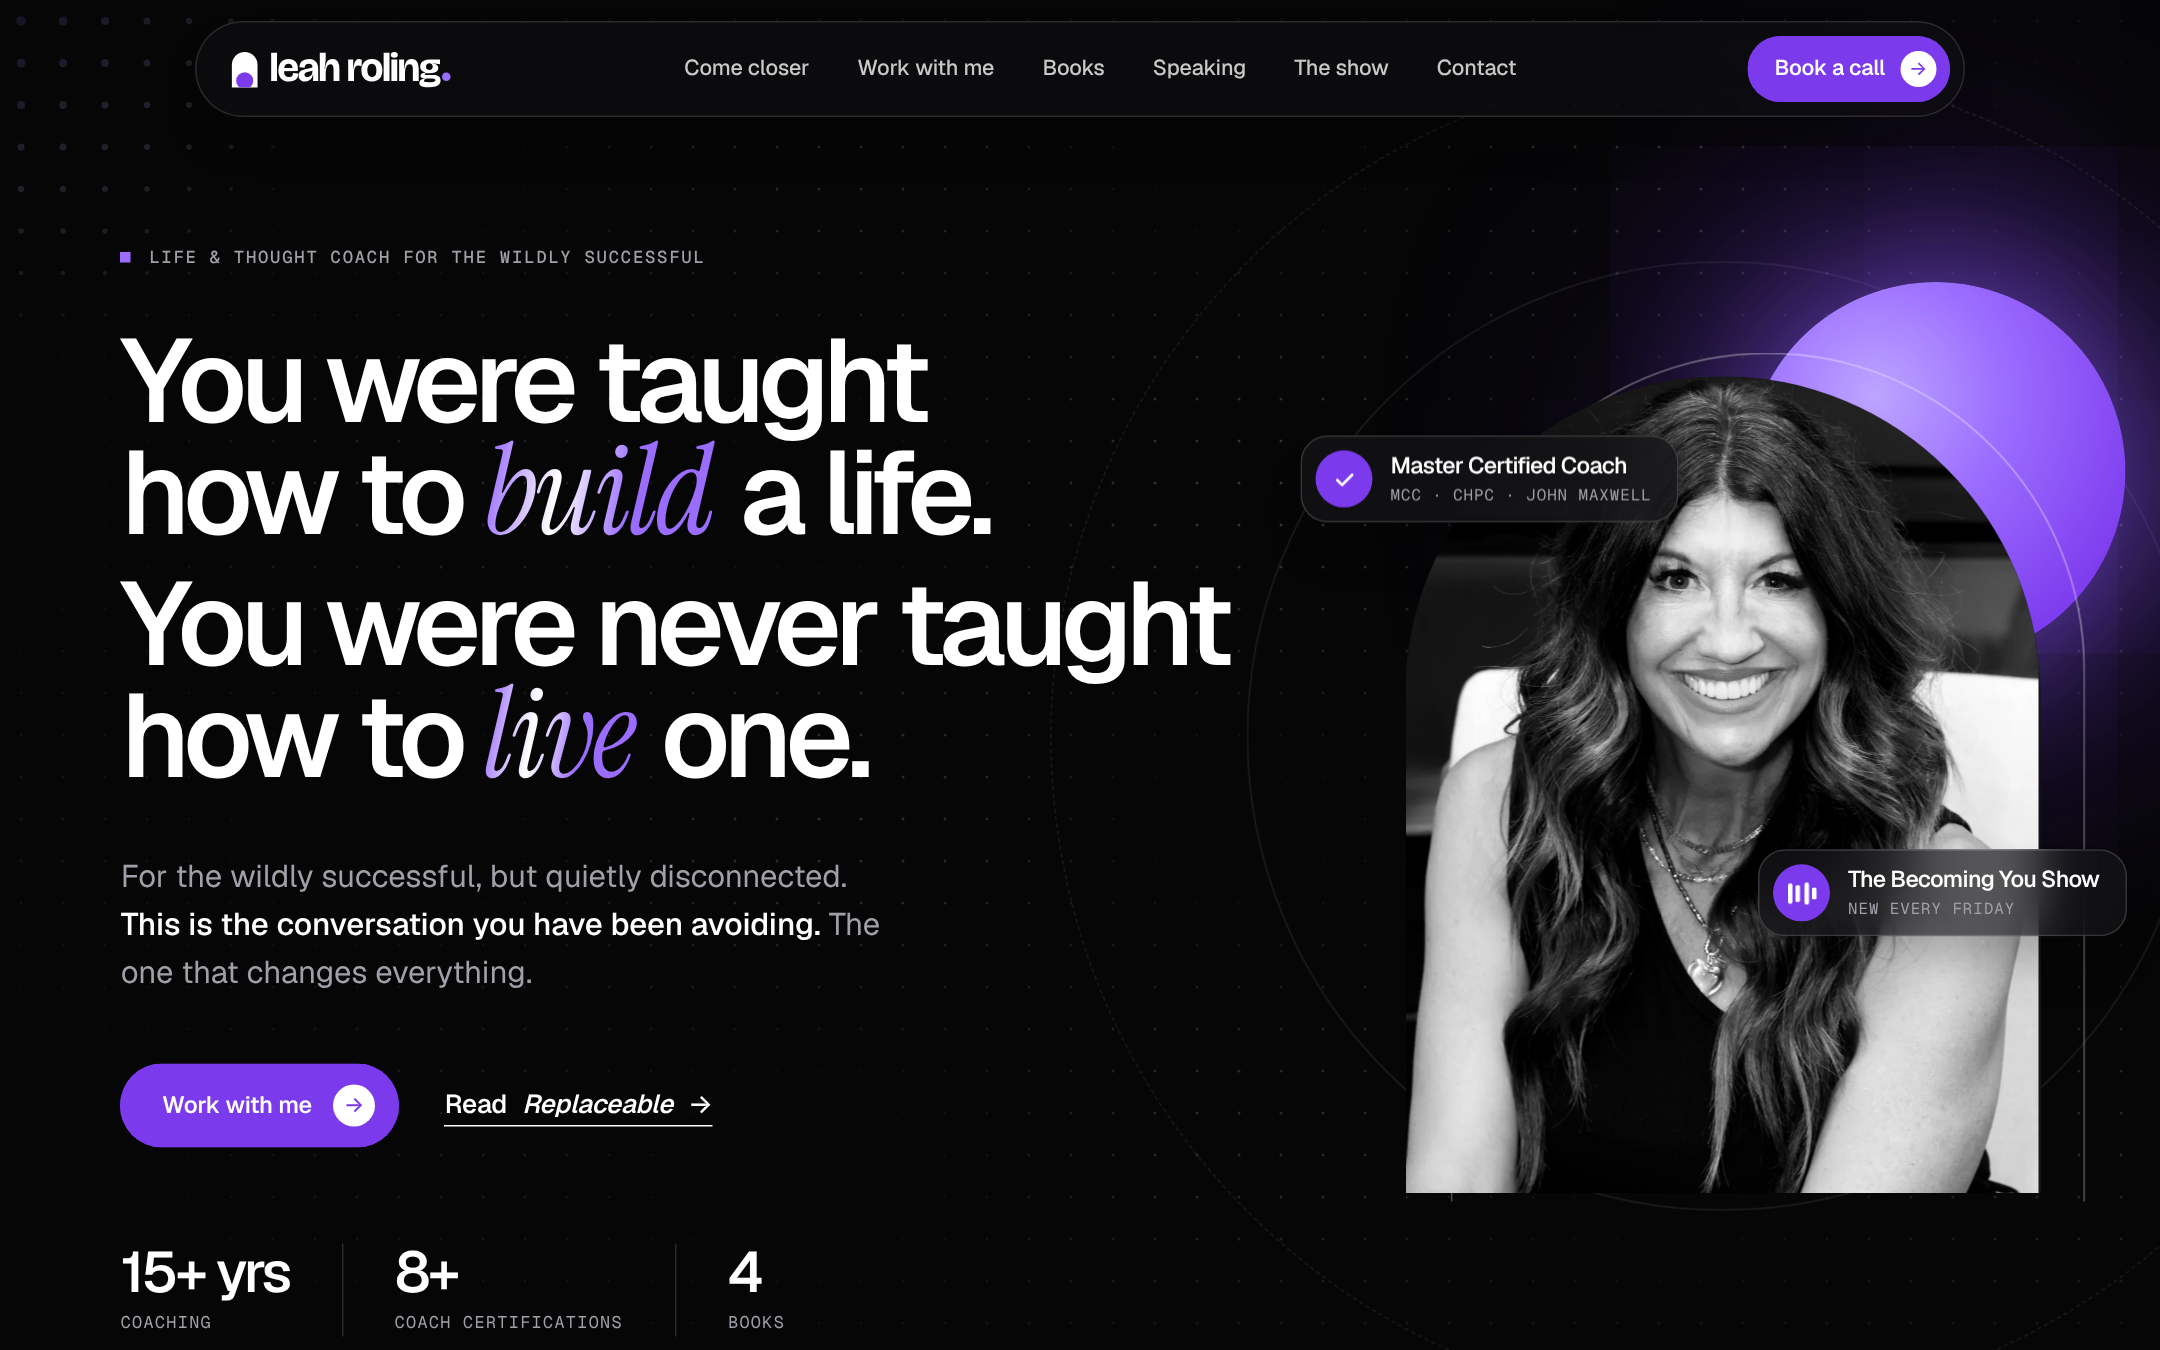 leah roling.
Come closer
Work with me
Books
Speaking
The show
Contact
Book a call
LIFE & THOUGHT COACH FOR THE WILDLY SUCCESSFUL
You were taught
how to build a life.
You were never taught
how to live one.
For the wildly successful, but quietly disconnected.
This is the conversation you have been avoiding. The
one that changes everything.
Work with me
Read Replaceable →
15+ yrs
COACHING
8+
COACH CERTIFICATIONS
4
BOOKS
Master Certified Coach
MCC · CHPC · JOHN MAXWELL
The Becoming You Show
NEW EVERY FRIDAY